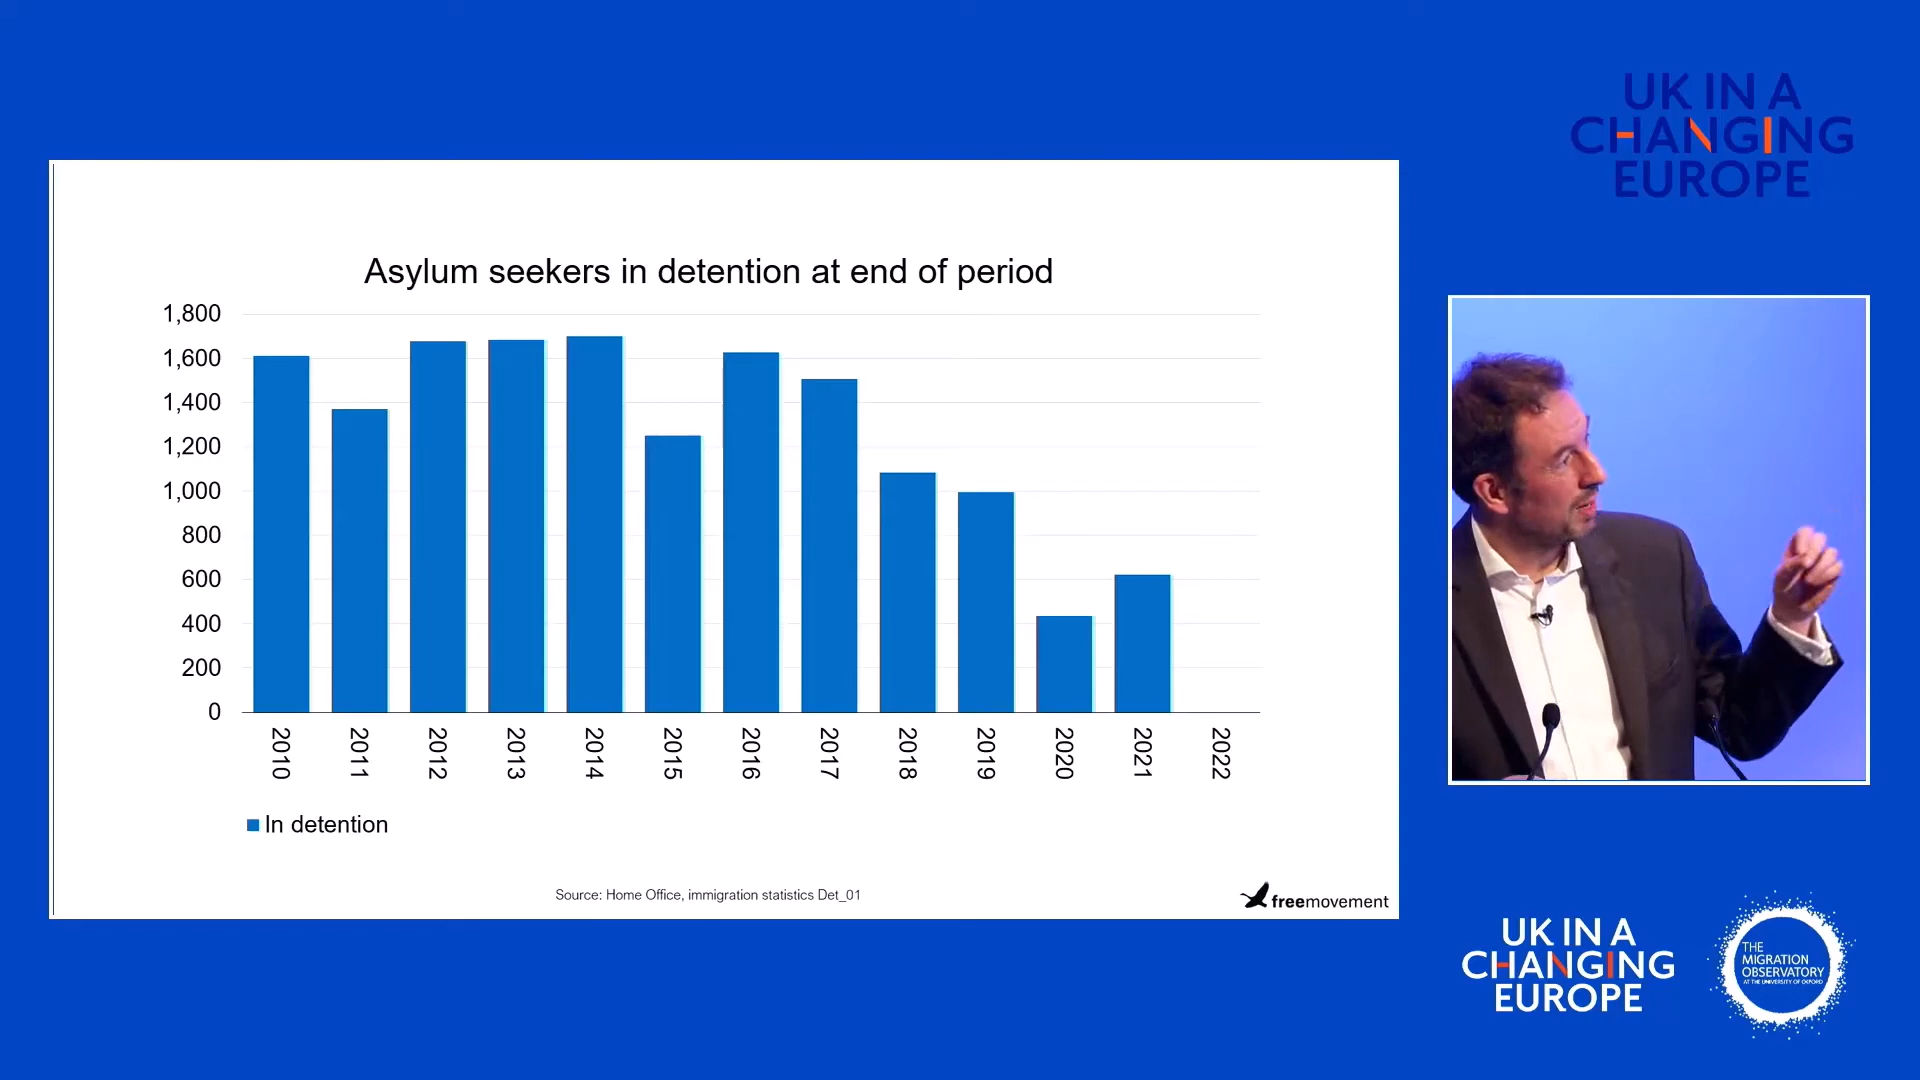 UK IN A
CHANGING
EUROPE
Asylum seekers in detention at end of period
1,800
1,600
1,400
1,200
1,000
800
600
400
200
0
2010
2011
2012
2013
2014
2015
2016
2017
2018
2019
2020
2021
2022
In detention
Source: Home Office, immigration statistics Det_01
freemovement
UK IN A
CHANGING
EUROPE
THE
MIGRATION
OBSERVATORY
AT THE UNIVERSITY OF OXFORD